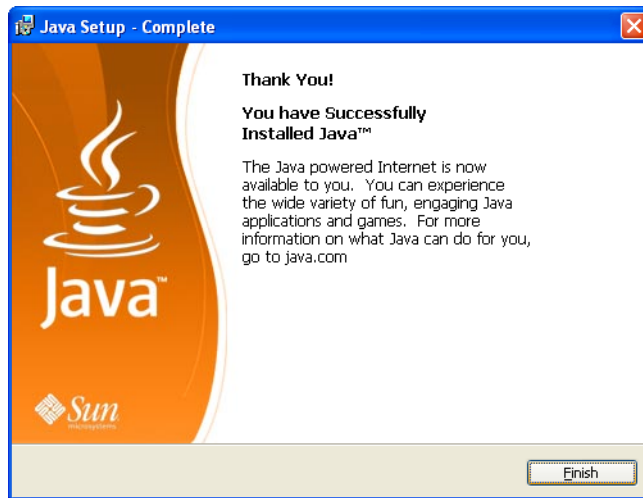 Java Setup - Complete
Thank You!
You have Successfully
Installed Java™
The Java powered Internet is now
available to you. You can experience
the wide variety of fun, engaging Java
applications and games. For more
information on what Java can do for you,
go to java.com
Java™
Sun
microsystems
Finish